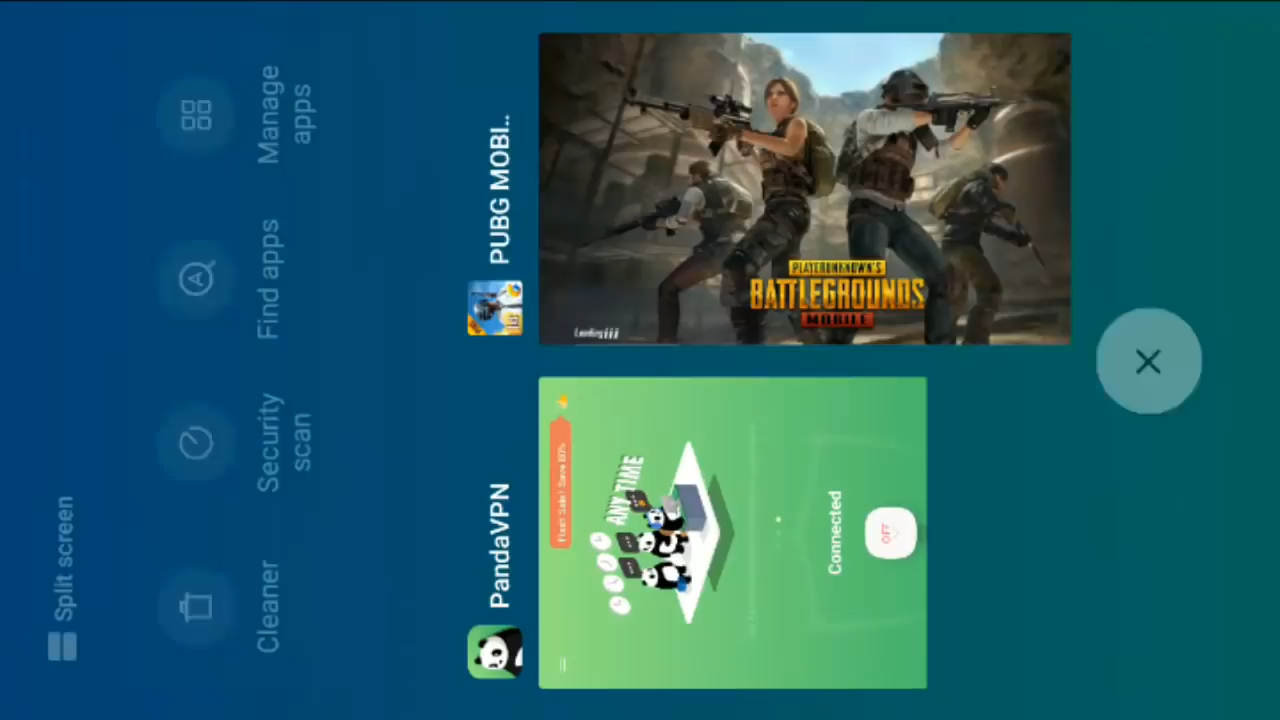 Split screen
Cleaner
Security
scan
Find apps
Manage
apps
PandaVPN
PUBG MOBI..
ANY TIME
Connected
OFF
Loading
PLAYERUNKNOWN'S
BATTLEGROUNDS
MOBILE